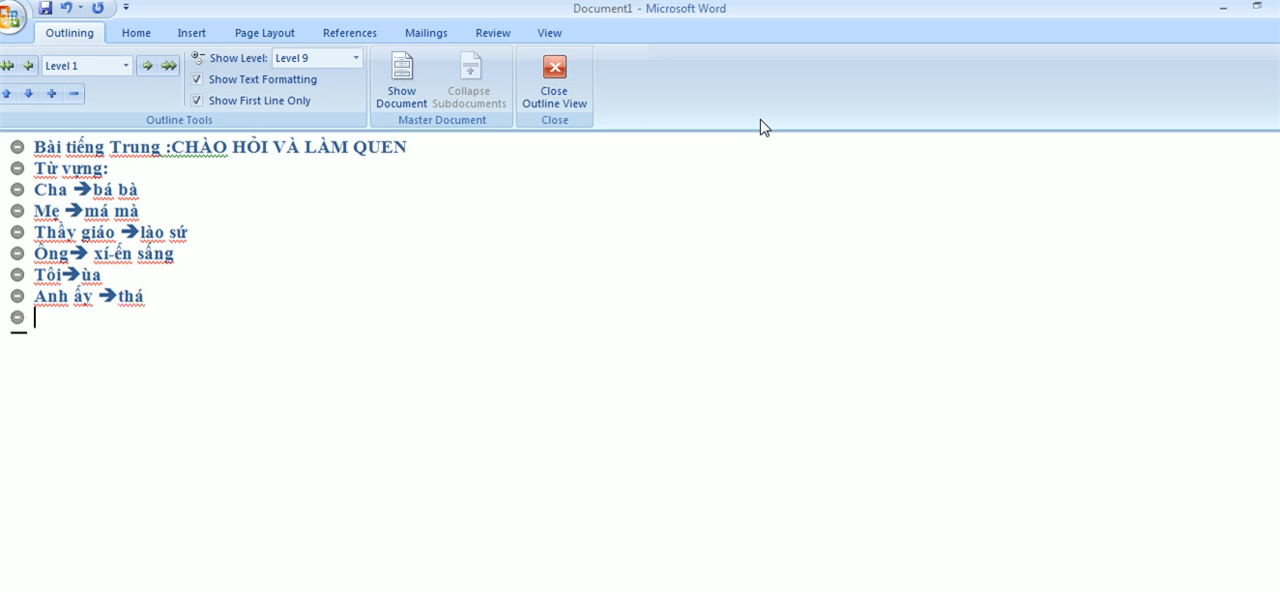 Document1 - Microsoft Word
Outlining Home Insert Page Layout References Mailings Review View
Level 1
Show Level: Level 9
Show Text Formatting
Show First Line Only
Show Document
Collapse Subdocuments
Close Outline View
Outline Tools Master Document Close
Bài tiếng Trung :CHÀO HỎI VÀ LÀM QUEN
Từ vựng:
Cha ➔bá bà
Mẹ ➔má mà
Thầy giáo ➔lào sứ
Ông➔ xí-ến sấng
Tôi➔ùa
Anh ấy ➔thá